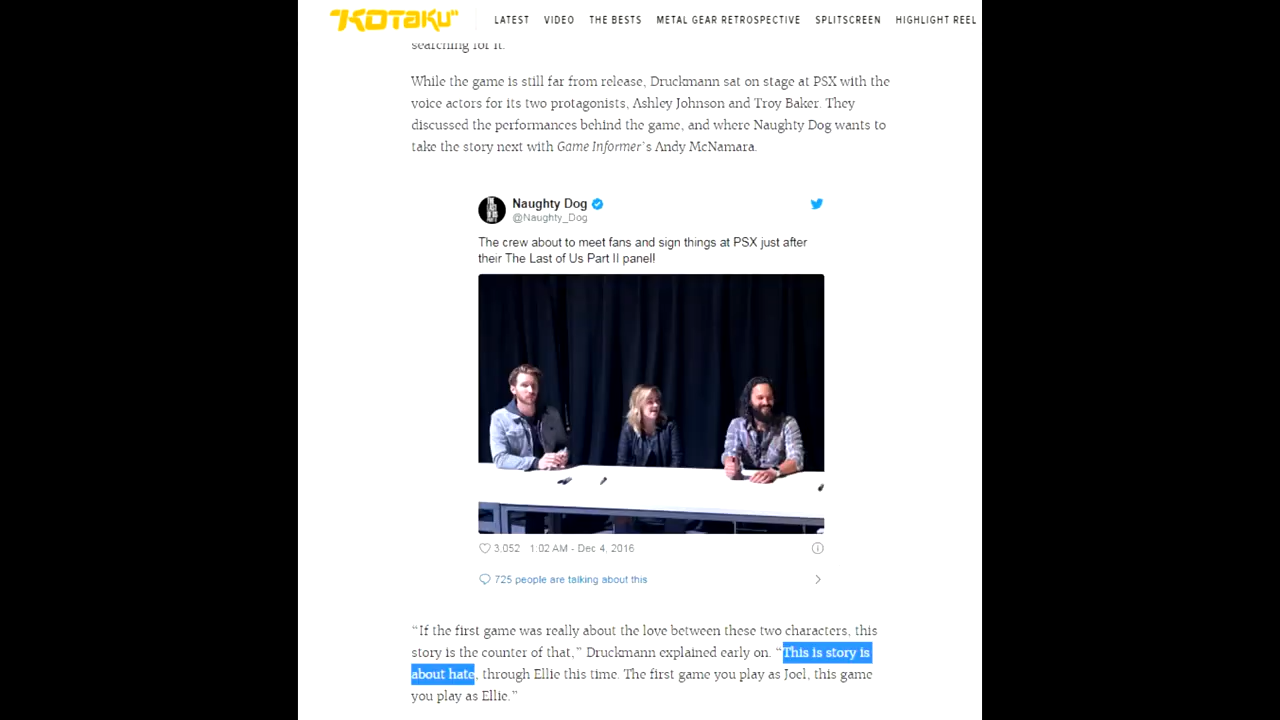 KOTaKU
LATEST VIDEO THE BESTS METAL GEAR RETROSPECTIVE SPLITSCREEN HIGHLIGHT REEL
searching for it.
While the game is still far from release, Druckmann sat on stage at PSX with the
voice actors for its two protagonists, Ashley Johnson and Troy Baker. They
discussed the performances behind the game, and where Naughty Dog wants to
take the story next with Game Informer's Andy McNamara.
Naughty Dog
@Naughty_Dog
The crew about to meet fans and sign things at PSX just after
their The Last of Us Part II panel!
3,052 1:02 AM - Dec 4, 2016
725 people are talking about this
“If the first game was really about the love between these two characters, this
story is the counter of that,” Druckmann explained early on. “This is story is
about hate, through Ellie this time. The first game you play as Joel, this game
you play as Ellie.”